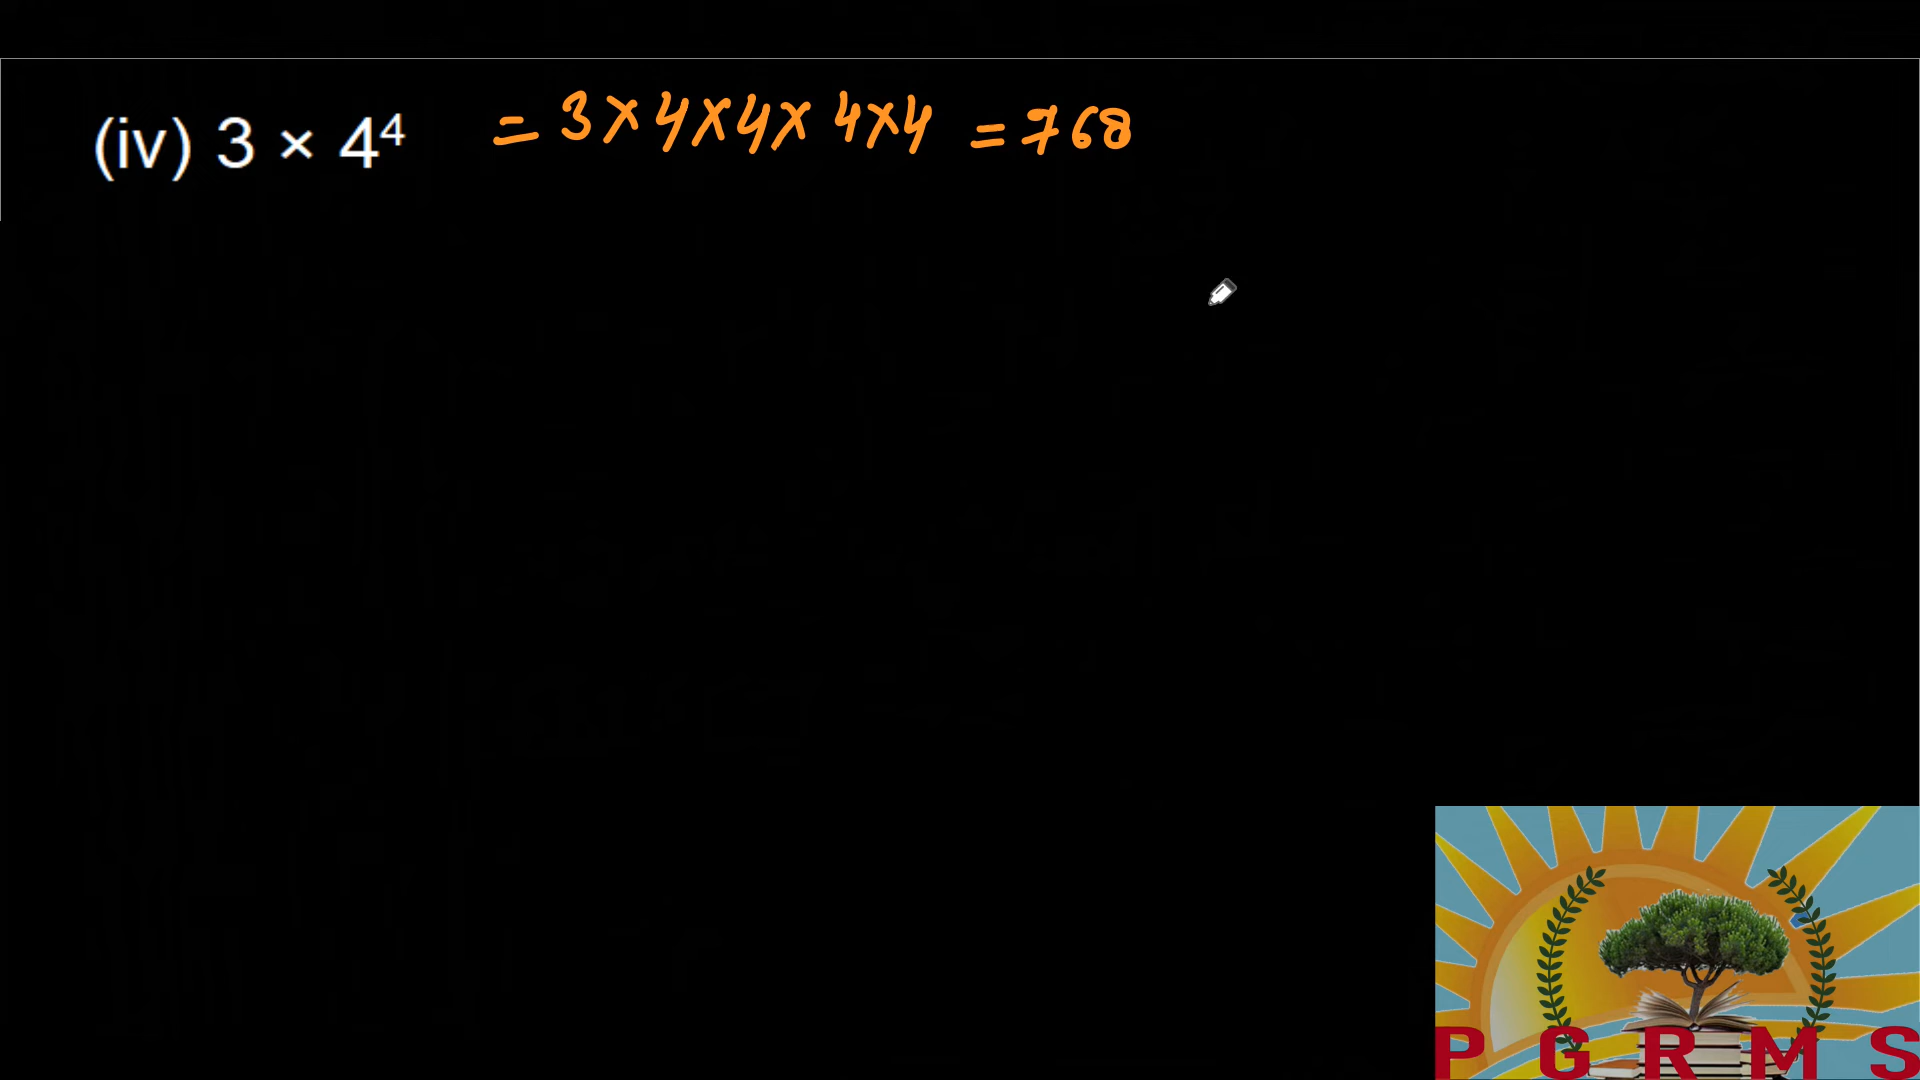 (iv) 3 × 4⁴ = 3 × 4 × 4 × 4 × 4 = 768
P G R M S